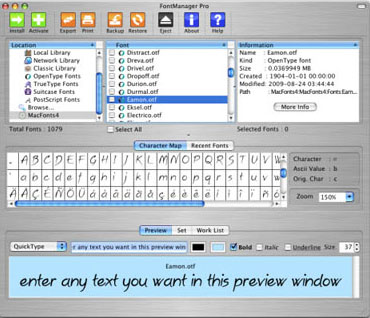 FontManager Pro
Install Activate Export Print Backup Restore Eject About Help
Location Font Information
Local Library
Network Library
Classic Library
OpenType Fonts
TrueType Fonts
Suitcase Fonts
PostScript Fonts
Browse...
MacFonts4
Distract.otf
Dreva.otf
Drogo.otf
Dropoff.otf
Durion.otf
Durmal.otf
Eamon.otf
Eksel.otf
Electrico.otf
Name : Eamon.otf
Kind : OpenType font
Size : 0.0369949 MB
Created : 1904-01-01 00:00:00
Modified : 2009-08-24 03:44:44
Path : MacFonts4:MacFonts4:Fonts:Eamo
More Info
Total Fonts : 1079 Select All Selected Fonts : 0
Character Map Recent Fonts
. A B C D E F G H I J K L M N O P Q R S T U V W
. a b c d e f g h i j k l m n o p q r s t u v w
Character : e
Ascii Value : b
Orig. Char : c
Zoom 150%
Preview Set Work List
QuickType e any text you want in this preview win Bold Italic Underline Size 37
Eamon.otf
enter any text you want in this preview window